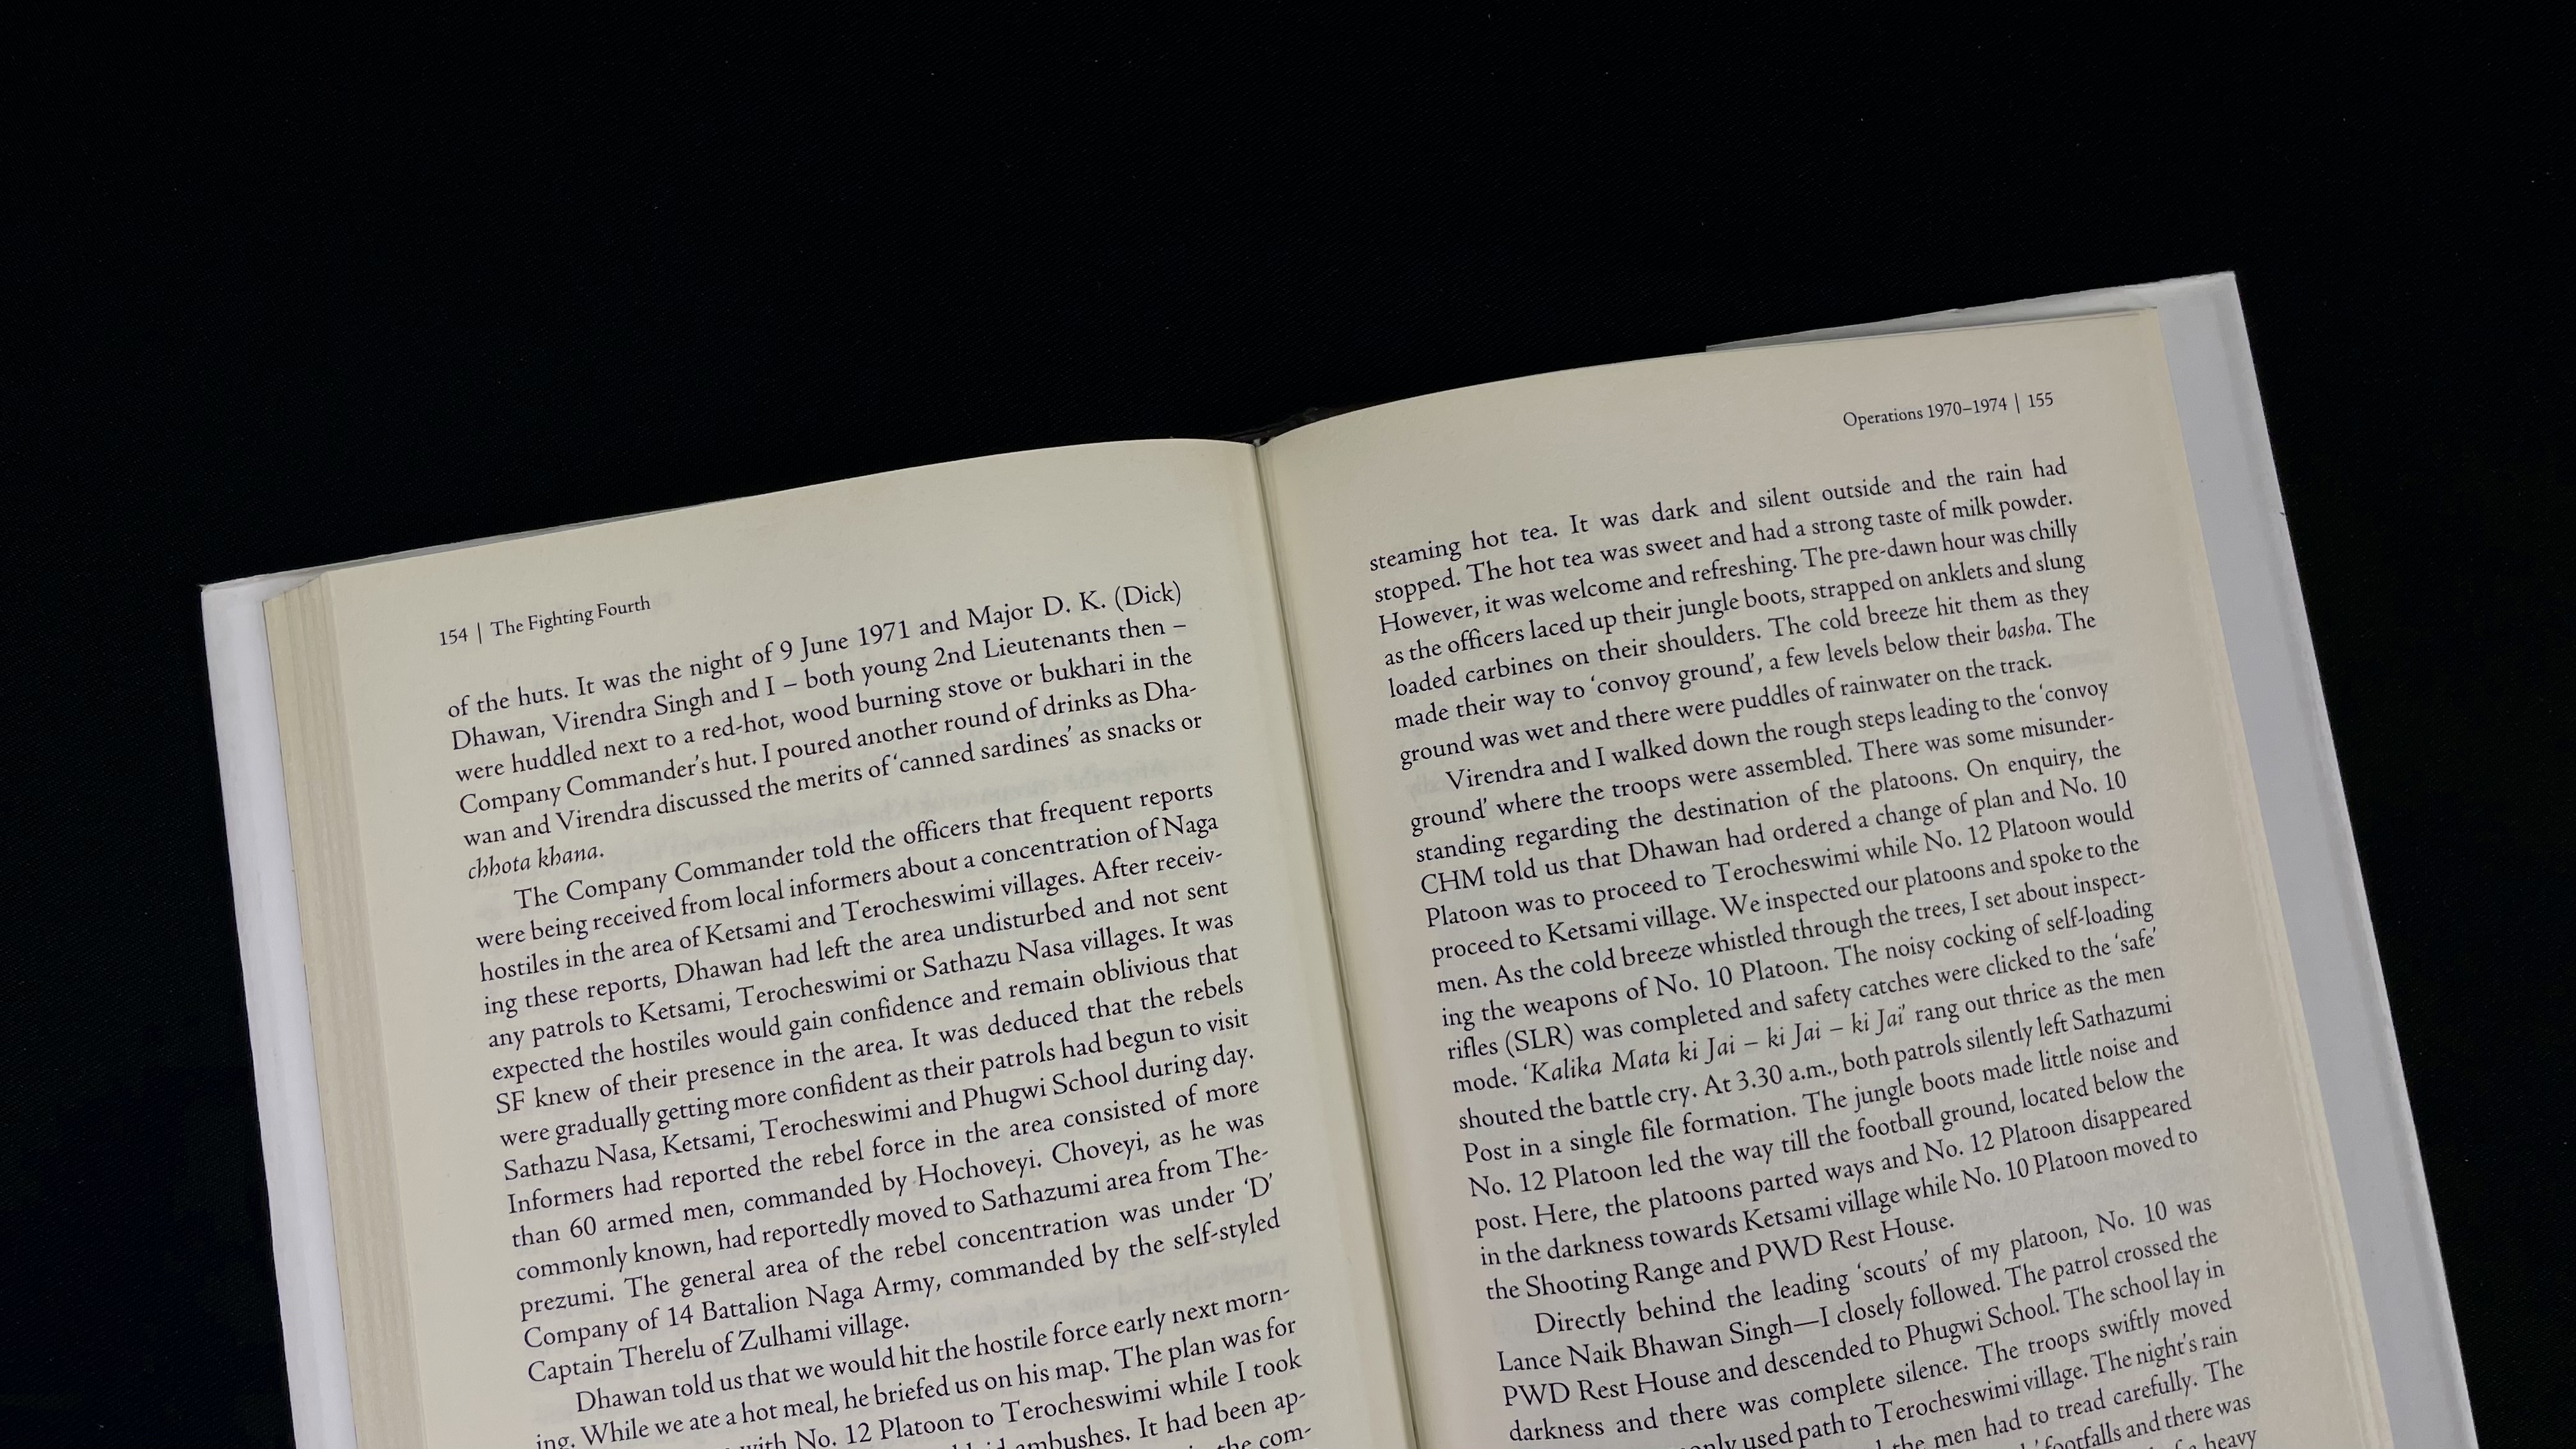 154 | The Fighting Fourth
of the huts. It was the night of 9 June 1971 and Major D. K. (Dick)
Dhawan, Virendra Singh and I – both young 2nd Lieutenants then –
were huddled next to a red-hot, wood burning stove or bukhari in the
Company Commander's hut. I poured another round of drinks as Dha-
wan and Virendra discussed the merits of 'canned sardines' as snacks or
chhota khana.
The Company Commander told the officers that frequent reports
were being received from local informers about a concentration of Naga
hostiles in the area of Ketsami and Terocheswimi villages. After receiv-
ing these reports, Dhawan had left the area undisturbed and not sent
any patrols to Ketsami, Terocheswimi or Sathazu Nasa villages. It was
expected the hostiles would gain confidence and remain oblivious that
SF knew of their presence in the area. It was deduced that the rebels
were gradually getting more confident as their patrols had begun to visit
Sathazu Nasa, Ketsami, Terocheswimi and Phugwi School during day.
Informers had reported the rebel force in the area consisted of more
than 60 armed men, commanded by Hochoveyi. Choveyi, as he was
commonly known, had reportedly moved to Sathazumi area from The-
prezumi. The general area of the rebel concentration was under 'D'
Company of 14 Battalion Naga Army, commanded by the self-styled
Captain Therelu of Zulhami village.
Dhawan told us that we would hit the hostile force early next morn-
ing. While we ate a hot meal, he briefed us on his map. The plan was for
with No. 12 Platoon to Terocheswimi while I took
ambushes. It had been ap-
the com-
Operations 1970–1974 | 155
steaming hot tea. It was dark and silent outside and the rain had
stopped. The hot tea was sweet and had a strong taste of milk powder.
However, it was welcome and refreshing. The pre-dawn hour was chilly
as the officers laced up their jungle boots, strapped on anklets and slung
loaded carbines on their shoulders. The cold breeze hit them as they
made their way to 'convoy ground', a few levels below their basha. The
ground was wet and there were puddles of rainwater on the track.
Virendra and I walked down the rough steps leading to the 'convoy
ground' where the troops were assembled. There was some misunder-
standing regarding the destination of the platoons. On enquiry, the
CHM told us that Dhawan had ordered a change of plan and No. 10
Platoon was to proceed to Terocheswimi while No. 12 Platoon would
proceed to Ketsami village. We inspected our platoons and spoke to the
men. As the cold breeze whistled through the trees, I set about inspect-
ing the weapons of No. 10 Platoon. The noisy cocking of self-loading
rifles (SLR) was completed and safety catches were clicked to the 'safe'
mode. 'Kalika Mata ki Jai – ki Jai – ki Jai' rang out thrice as the men
shouted the battle cry. At 3.30 a.m., both patrols silently left Sathazumi
Post in a single file formation. The jungle boots made little noise and
No. 12 Platoon led the way till the football ground, located below the
post. Here, the platoons parted ways and No. 12 Platoon disappeared
in the darkness towards Ketsami village while No. 10 Platoon moved to
the Shooting Range and PWD Rest House.
Directly behind the leading 'scouts' of my platoon, No. 10 was
Lance Naik Bhawan Singh—I closely followed. The patrol crossed the
PWD Rest House and descended to Phugwi School. The school lay in
darkness and there was complete silence. The troops swiftly moved
used path to Terocheswimi village. The night's rain
the men had to tread carefully. The
footfalls and there was
heavy